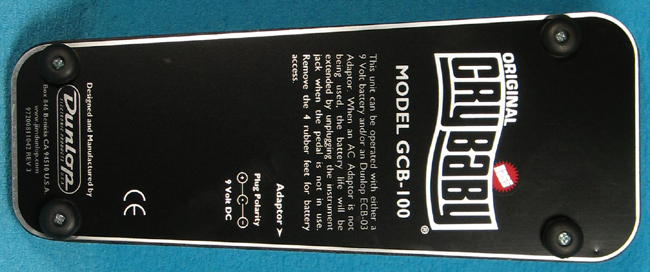 ORIGINAL
CRY BABY
®
MODEL GCB-100
This unit can be operated with either a
9 Volt battery and/or an Dunlop ECB-03
Adaptor. When an AC Adaptor is not
being used, the battery life will be
extended by unplugging the instrument
jack when the pedal is not in use.
Remove the 4 rubber feet for battery
access.
Adaptor >
Plug Polarity
9 Volt DC
CE
Designed and Manufactured by
Dunlop
Box 846 Benicia CA 94510 U.S.A.
www.jimdunlop.com
97200811042 REV 3